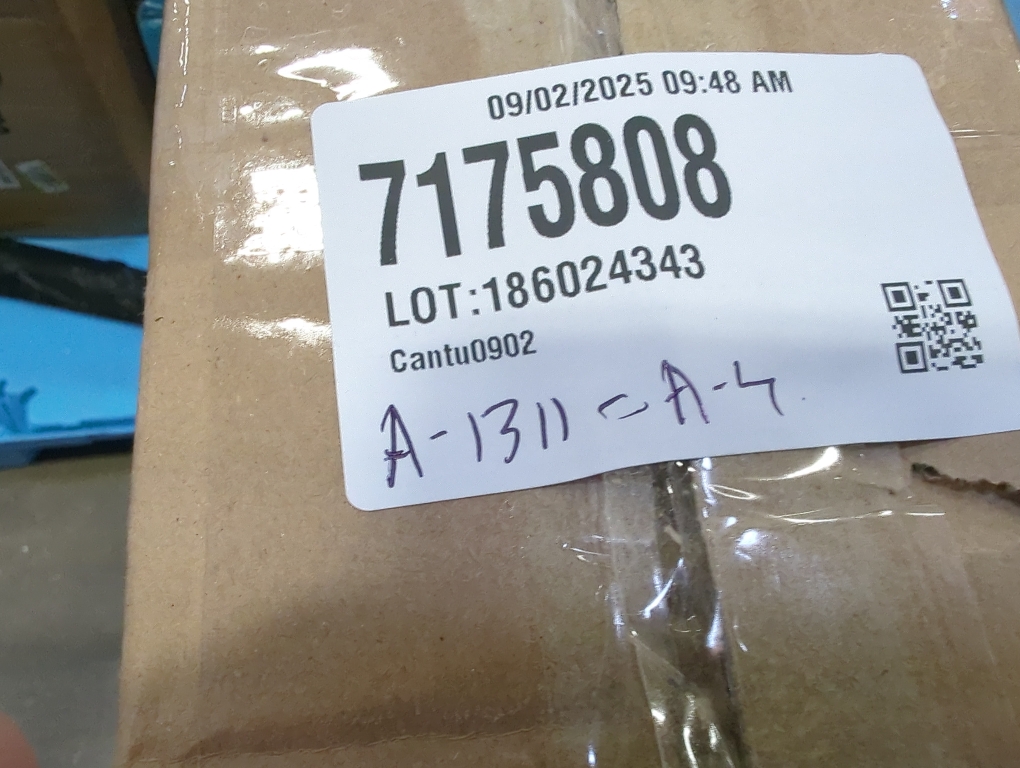 09/02/2025 09:48 AM
7175808
LOT:186024343
Cantu0902
A-1311 = A-4